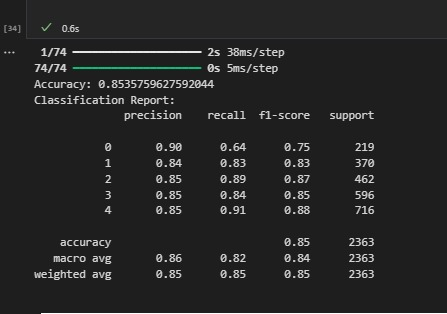 [34] ✓ 0.6s
... 1/74 ━━━━━━━━━━━━━━━━━━━━ 2s 38ms/step
74/74 ━━━━━━━━━━━━━━━━━━━━ 0s 5ms/step
Accuracy: 0.8535759627592044
Classification Report:
precision recall f1-score support
0 0.90 0.64 0.75 219
1 0.84 0.83 0.83 370
2 0.85 0.89 0.87 462
3 0.85 0.84 0.85 596
4 0.85 0.91 0.88 716
accuracy 0.85 2363
macro avg 0.86 0.82 0.84 2363
weighted avg 0.85 0.85 0.85 2363